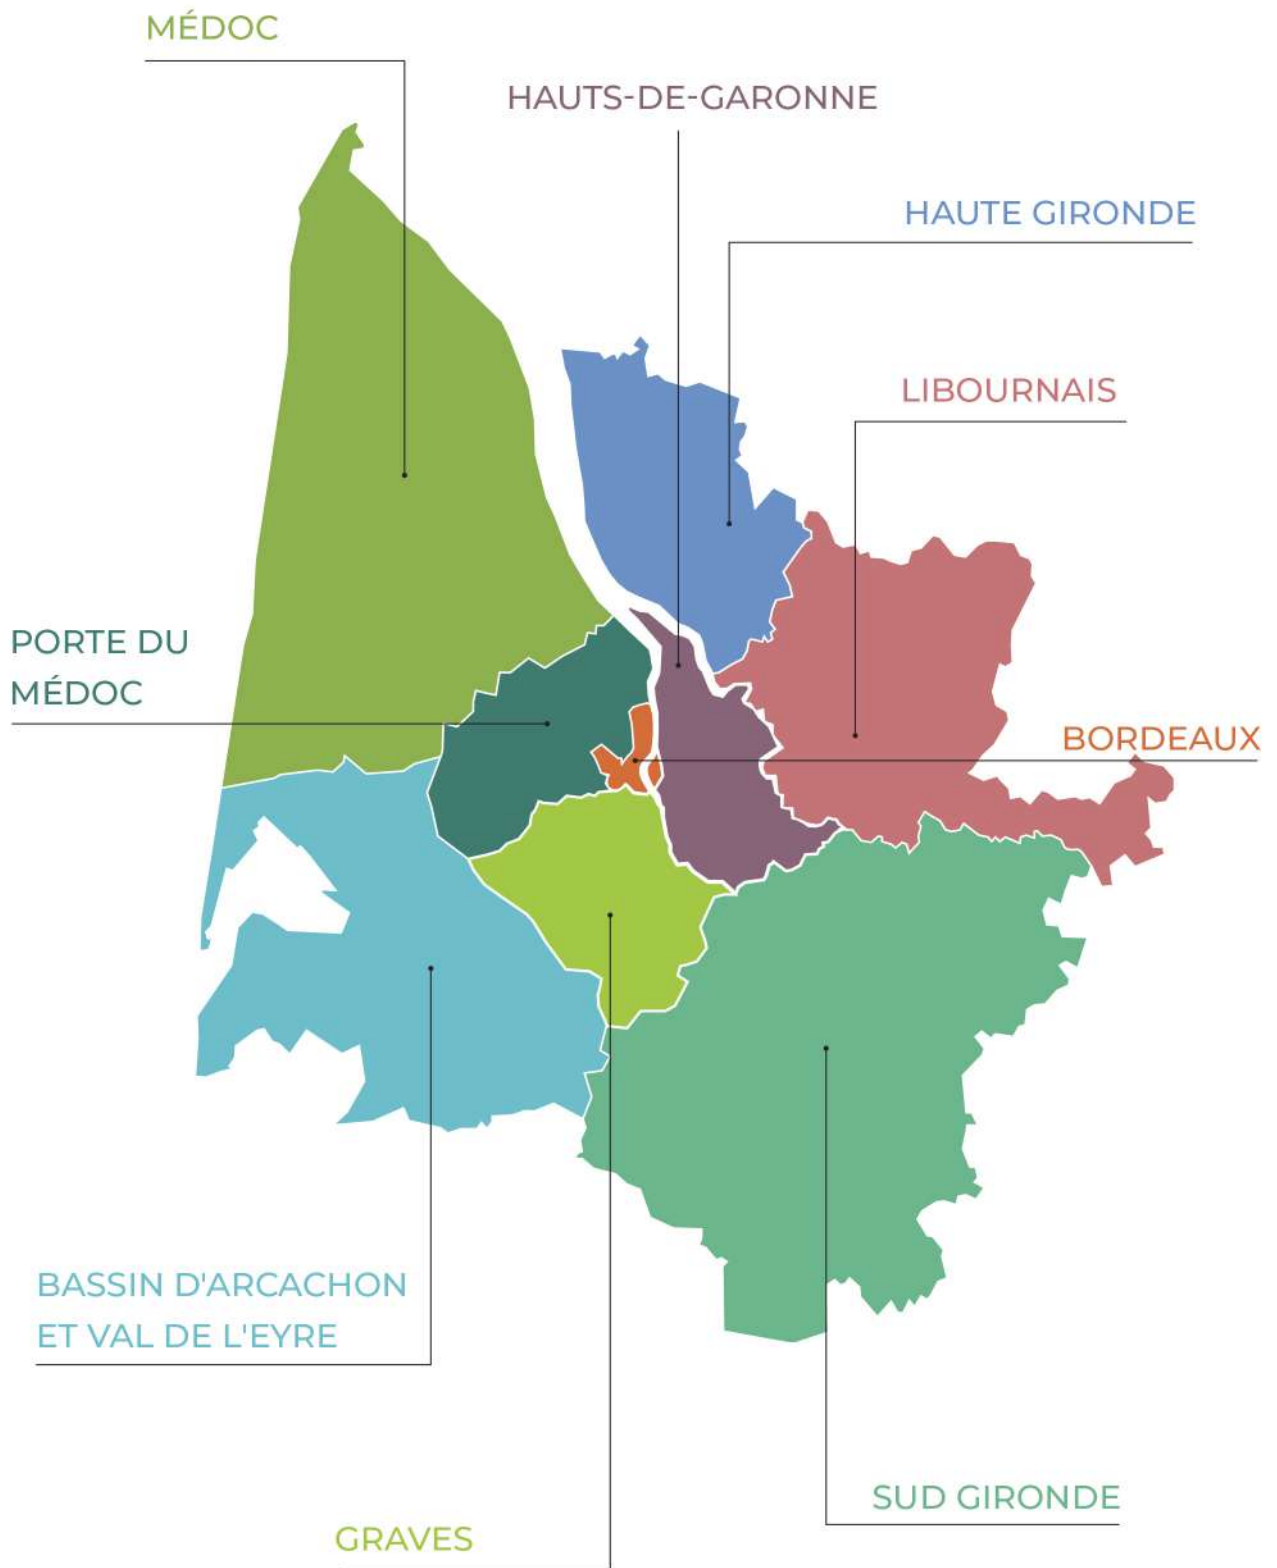 MÉDOC
HAUTS-DE-GARONNE
HAUTE GIRONDE
LIBOURNAIS
PORTE DU
MÉDOC
BORDEAUX
BASSIN D'ARCACHON
ET VAL DE L'EYRE
SUD GIRONDE
GRAVES